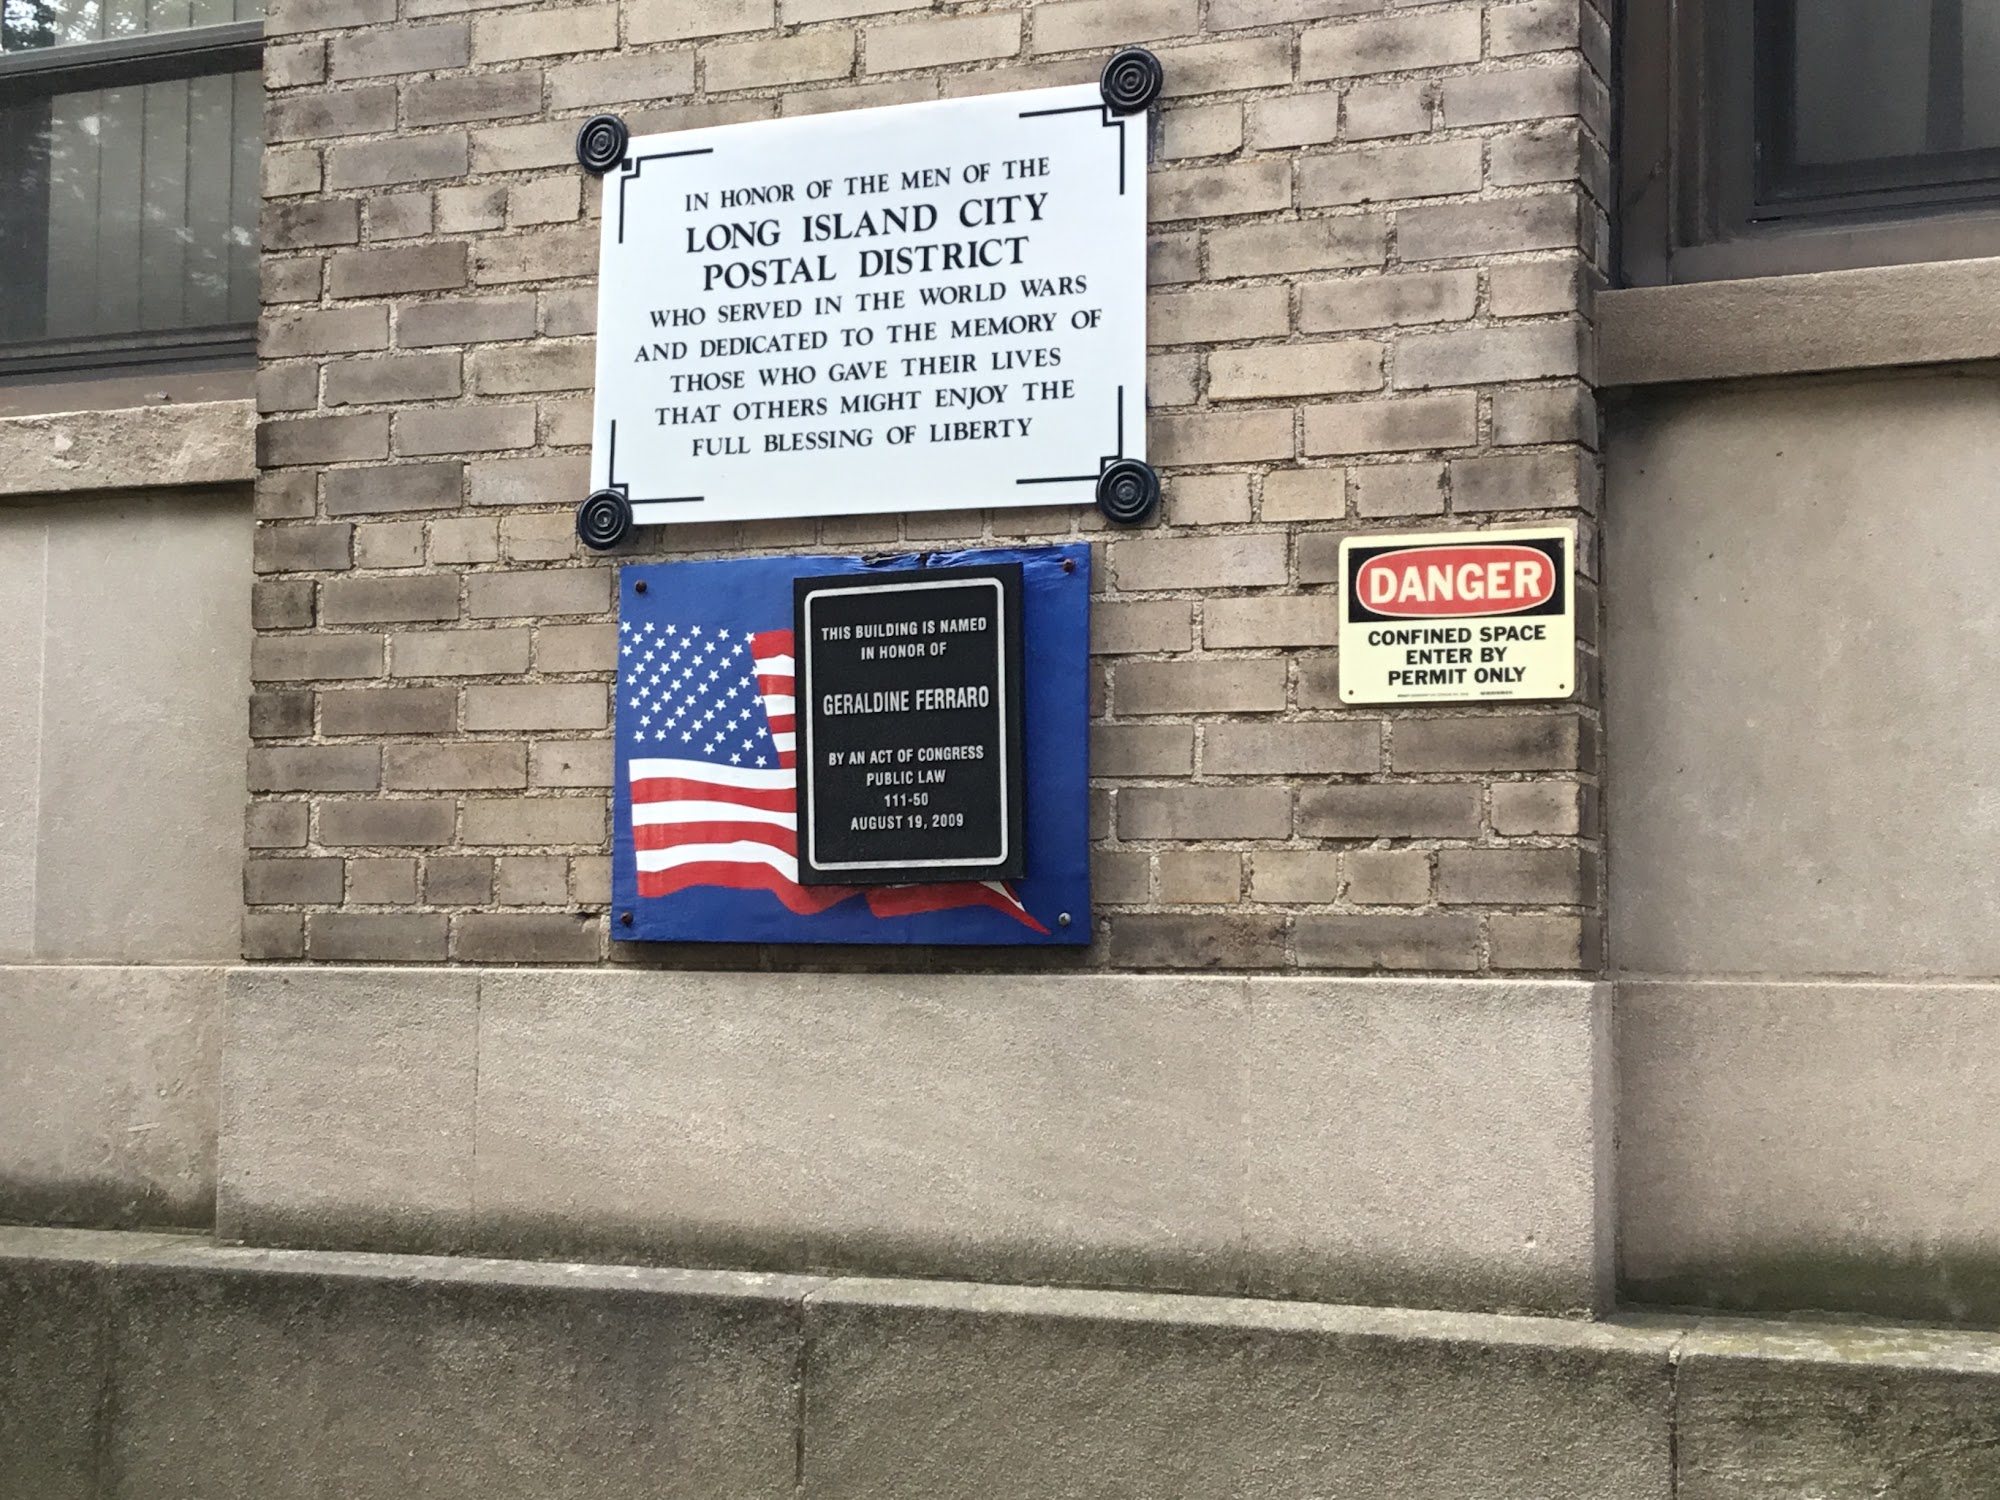 IN HONOR OF THE MEN OF THE
LONG ISLAND CITY
POSTAL DISTRICT
WHO SERVED IN THE WORLD WARS
AND DEDICATED TO THE MEMORY OF
THOSE WHO GAVE THEIR LIVES
THAT OTHERS MIGHT ENJOY THE
FULL BLESSING OF LIBERTY
THIS BUILDING IS NAMED
IN HONOR OF
GERALDINE FERRARO
BY AN ACT OF CONGRESS
PUBLIC LAW
111-50
AUGUST 19, 2009
DANGER
CONFINED SPACE
ENTER BY
PERMIT ONLY